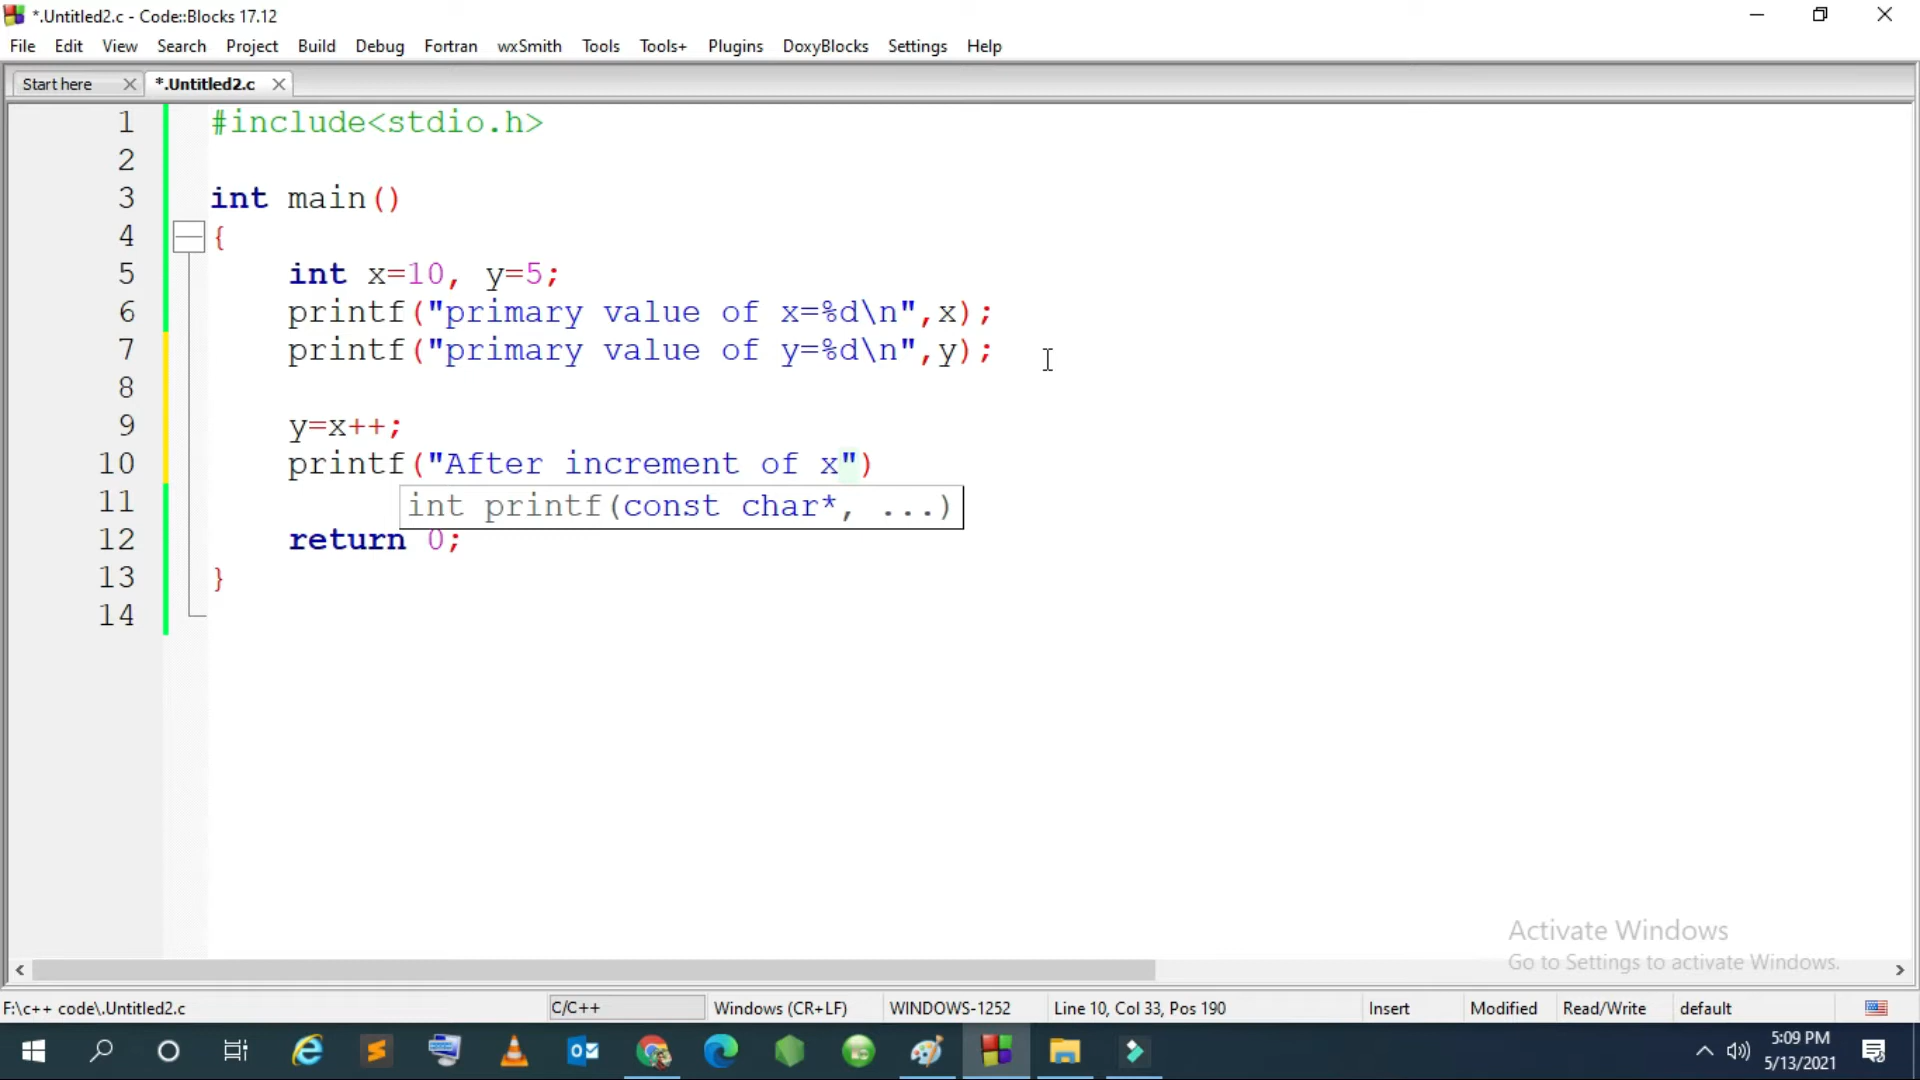 *.Untitled2.c - Code::Blocks 17.12
File Edit View Search Project Build Debug Fortran wxSmith Tools Tools+ Plugins DoxyBlocks Settings Help
Start here *.Untitled2.c
1 #include<stdio.h>
2
3 int main()
4 {
5 int x=10, y=5;
6 printf("primary value of x=%d\n",x);
7 printf("primary value of y=%d\n",y);
8
9 y=x++;
10 printf("After increment of x")
11 int printf(const char*, ...)
12 return 0;
13 }
14
Activate Windows
Go to Settings to activate Windows.
F:\c++ code\.Untitled2.c C/C++ Windows (CR+LF) WINDOWS-1252 Line 10, Col 33, Pos 190 Insert Modified Read/Write default
5:09 PM
5/13/2021